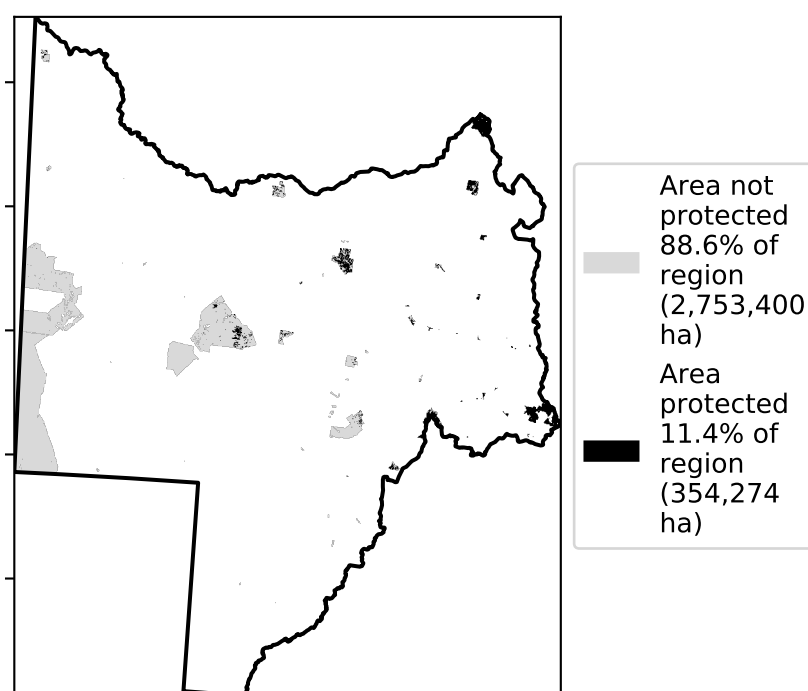 Area not
protected
88.6% of
region
(2,753,400
ha)
Area
protected
11.4% of
region
(354,274
ha)